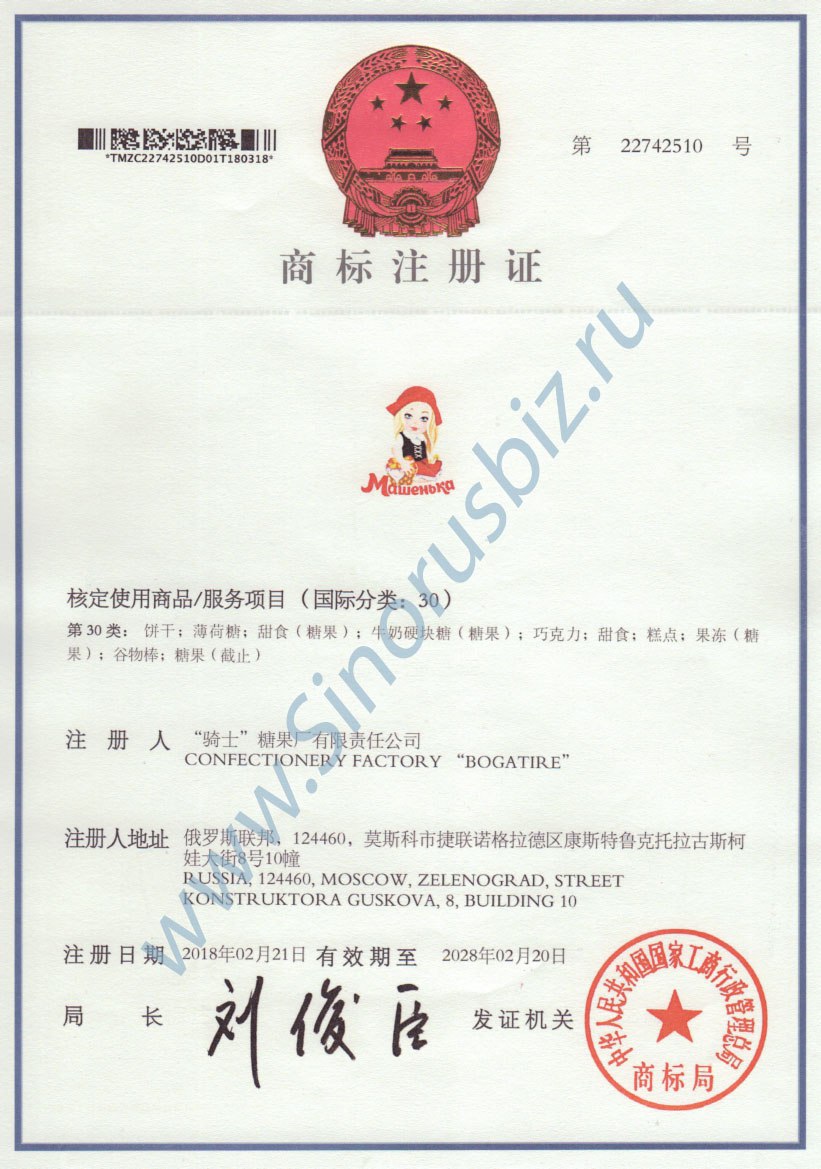 *TMZC22742510D01T180318*
第 22742510 号
商标注册证
Машенька
核定使用商品/服务项目（国际分类：30）
第30类：饼干；薄荷糖；甜食（糖果）；牛奶硬块糖（糖果）；巧克力；甜食；糕点；果冻（糖
果）；谷物棒；糖果（截止）
注册人 “骑士”糖果厂有限责任公司
CONFECTIONERY FACTORY “BOGATIRE”
注册人地址 俄罗斯联邦，124460，莫斯科市捷联诺格拉德区康斯特鲁克托拉古斯柯
娃大街8号10幢
RUSSIA, 124460, MOSCOW, ZELENOGRAD, STREET
KONSTRUKTORA GUSKOVA, 8, BUILDING 10
注册日期 2018年02月21日 有效期至 2028年02月20日
局长 刘俊臣 发证机关
中华人民共和国国家工商行政管理总局
商标局
www.Sinorusbiz.ru